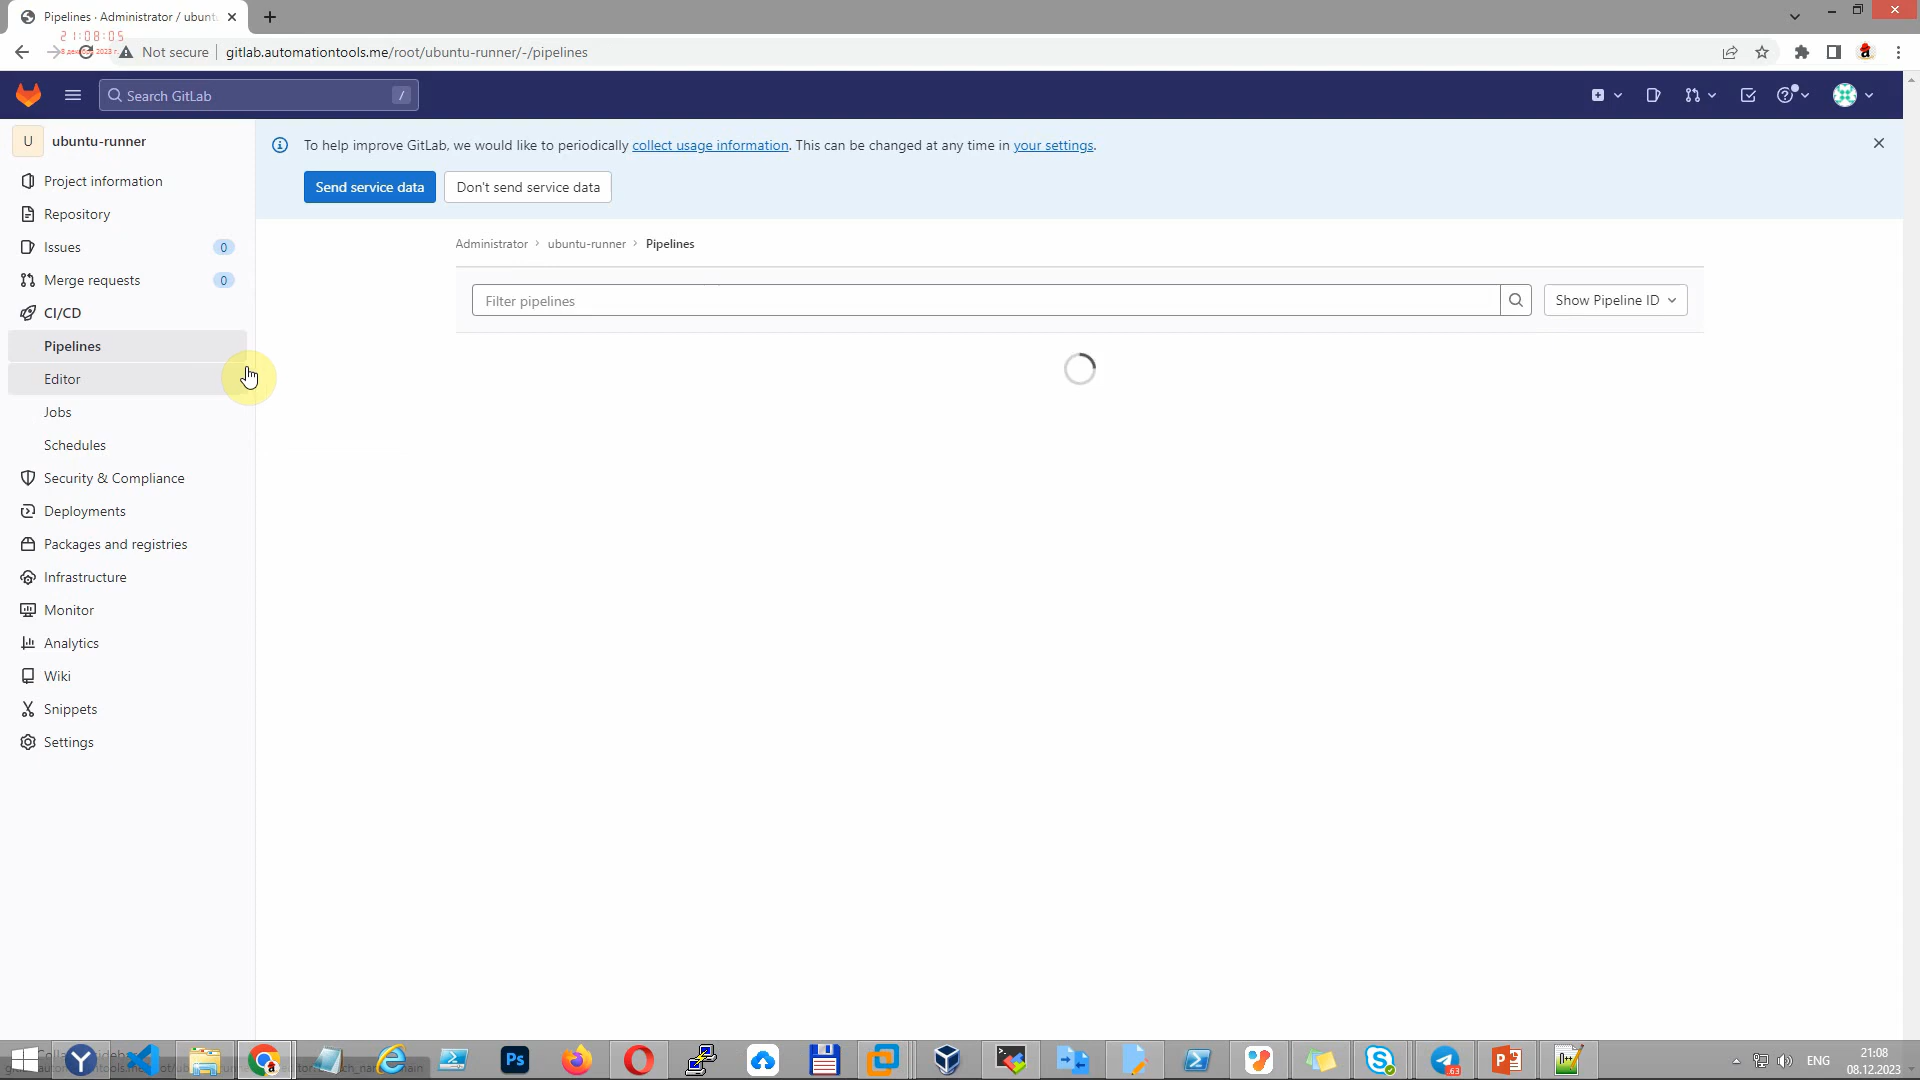 Pipelines · Administrator / ubunt
21:08:05
Not secure
gitlab.automationtools.me/root/ubuntu-runner/-/pipelines
Search GitLab
/
U
ubuntu-runner
To help improve GitLab, we would like to periodically collect usage information. This can be changed at any time in your settings.
Send service data
Don't send service data
Project information
Repository
Issues
0
Merge requests
0
CI/CD
Pipelines
Editor
Jobs
Schedules
Security & Compliance
Deployments
Packages and registries
Infrastructure
Monitor
Analytics
Wiki
Snippets
Settings
Administrator
ubuntu-runner
Pipelines
Filter pipelines
Show Pipeline ID
Ps
ENG
21:08
08.12.2023